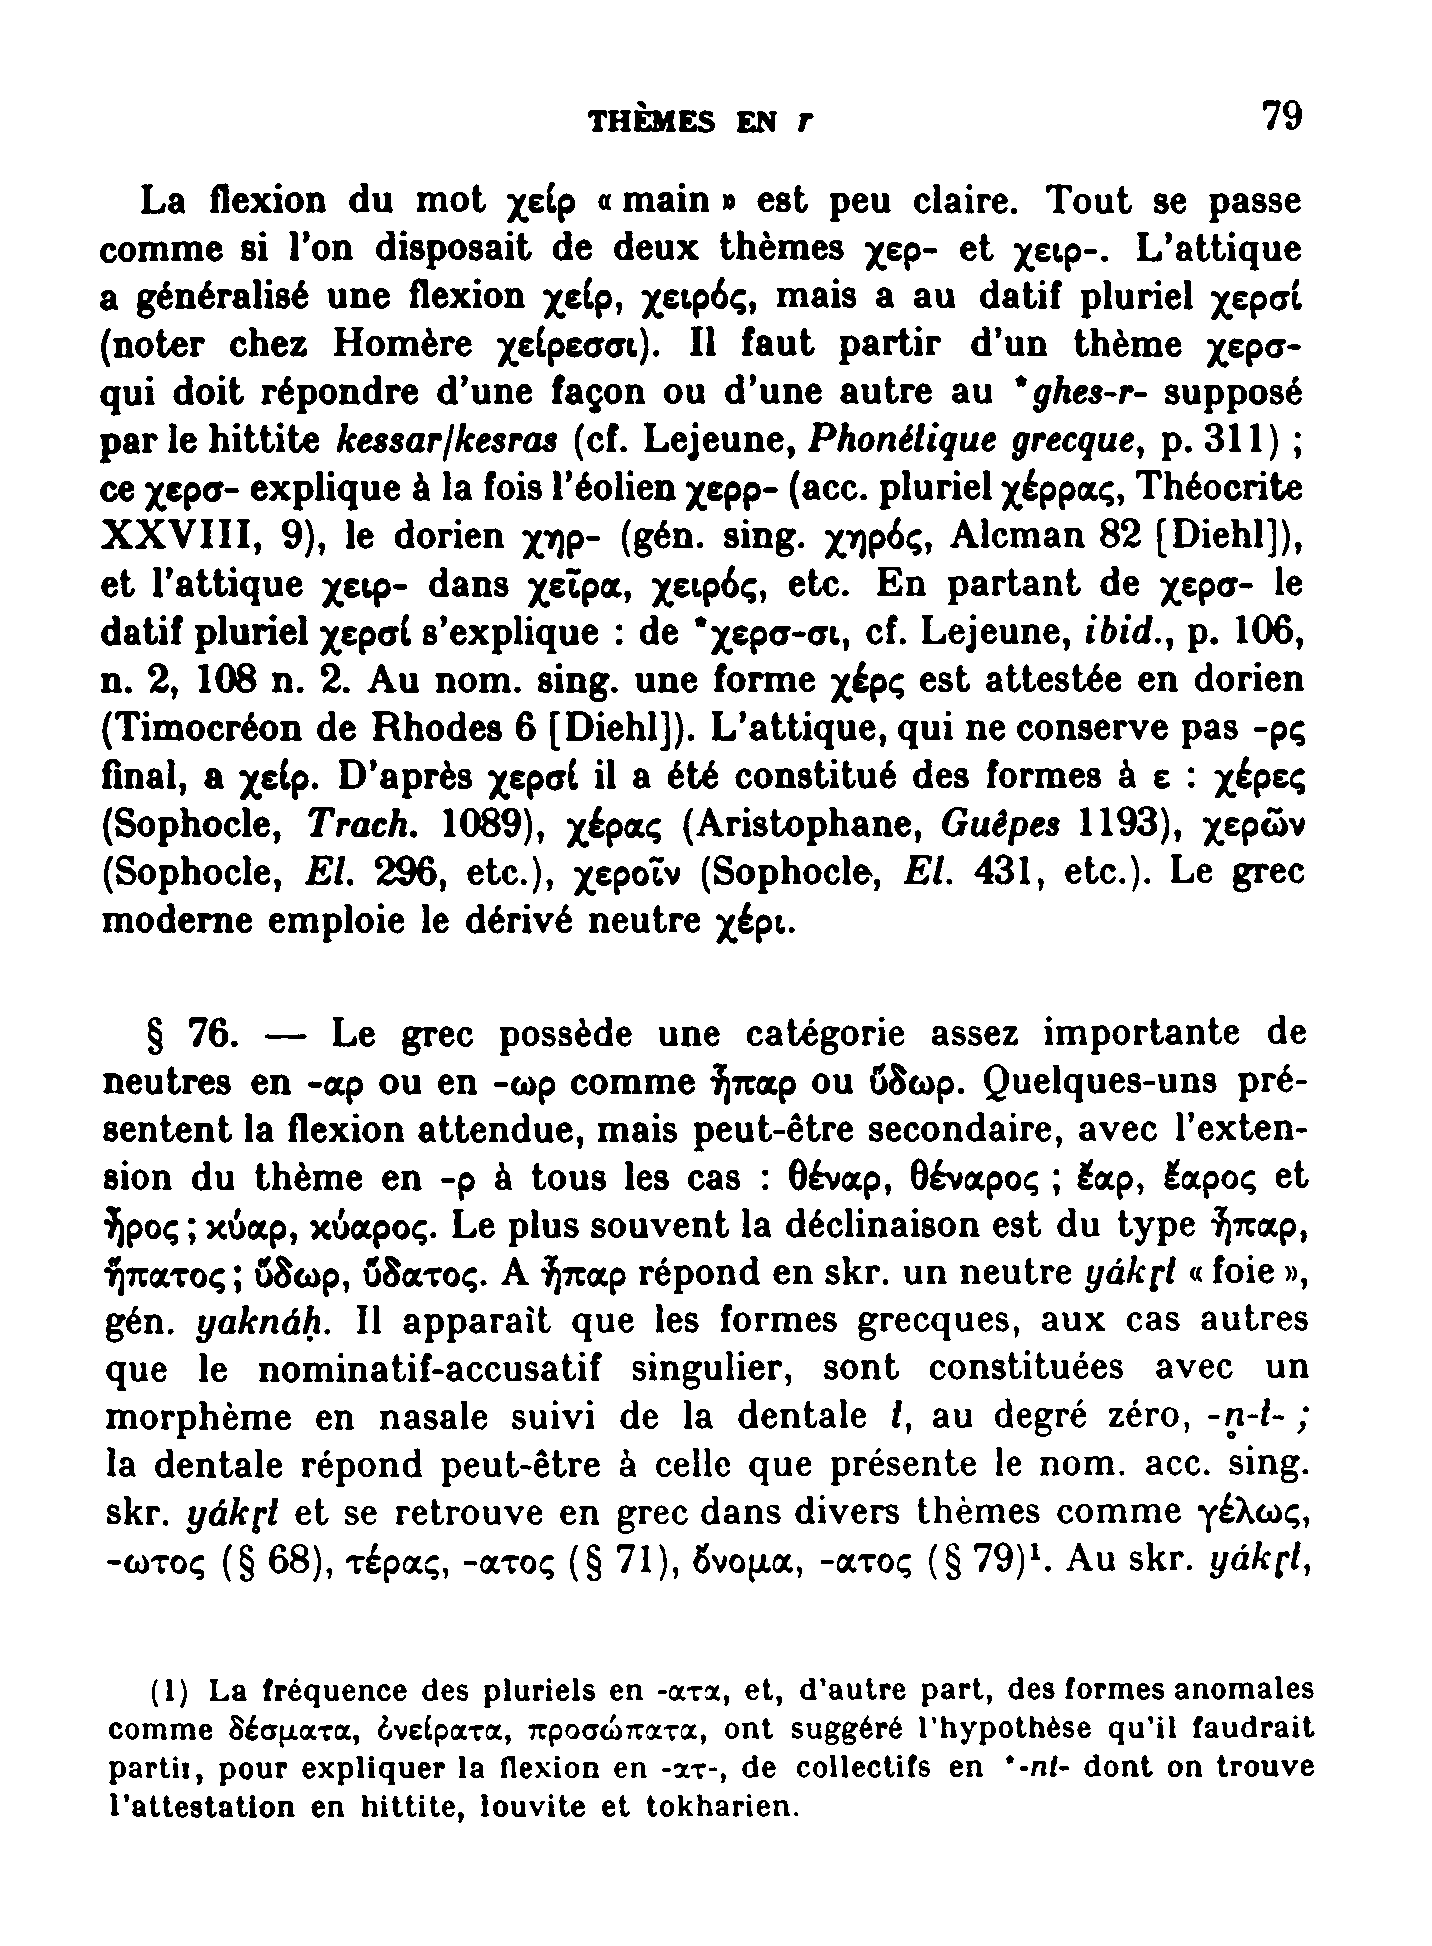 THÈMES EN r 79
La flexion du mot χείρ « main » est peu claire. Tout se passe
comme si l'on disposait de deux thèmes χερ- et χειρ-. L'attique
a généralisé une flexion χείρ, χειρός, mais a au datif pluriel χερσί
(noter chez Homère χείρεσσι). Il faut partir d'un thème χερσ-
qui doit répondre d'une façon ou d'une autre au *ghes-r- supposé
par le hittite kessar/kesras (cf. Lejeune, Phonétique grecque, p. 311) ;
ce χερσ- explique à la fois l'éolien χερρ- (acc. pluriel χέρρας, Théocrite
XXVIII, 9), le dorien χηρ- (gén. sing. χηρός, Alcman 82 [Diehl]),
et l'attique χειρ- dans χεῖρα, χειρός, etc. En partant de χερσ- le
datif pluriel χερσί s'explique : de *χερσ-σι, cf. Lejeune, ibid., p. 106,
n. 2, 108 n. 2. Au nom. sing. une forme χέρς est attestée en dorien
(Timocréon de Rhodes 6 [Diehl]). L'attique, qui ne conserve pas -ρς
final, a χείρ. D'après χερσί il a été constitué des formes à ε : χέρες
(Sophocle, Trach. 1089), χέρας (Aristophane, Guêpes 1193), χερῶν
(Sophocle, El. 296, etc.), χεροῖν (Sophocle, El. 431, etc.). Le grec
moderne emploie le dérivé neutre χέρι.
§ 76. — Le grec possède une catégorie assez importante de
neutres en -αρ ou en -ωρ comme ἧπαρ ou ὕδωρ. Quelques-uns pré-
sentent la flexion attendue, mais peut-être secondaire, avec l'exten-
sion du thème en -ρ à tous les cas : θέναρ, θέναρος ; ἔαρ, ἔαρος et
ἦρος ; κύαρ, κύαρος. Le plus souvent la déclinaison est du type ἧπαρ,
ἥπατος ; ὕδωρ, ὕδατος. A ἧπαρ répond en skr. un neutre yákṛt « foie »,
gén. yaknáḥ. Il apparaît que les formes grecques, aux cas autres
que le nominatif-accusatif singulier, sont constituées avec un
morphème en nasale suivi de la dentale t, au degré zéro, -n̥-t- ;
la dentale répond peut-être à celle que présente le nom. acc. sing.
skr. yákṛt et se retrouve en grec dans divers thèmes comme γέλως,
-ωτος (§ 68), τέρας, -ατος (§ 71), ὄνομα, -ατος (§ 79)¹. Au skr. yákṛt,
(1) La fréquence des pluriels en -ατα, et, d'autre part, des formes anomales
comme δέσματα, ὀνείρατα, προσώπατα, ont suggéré l'hypothèse qu'il faudrait
partir, pour expliquer la flexion en -ατ-, de collectifs en *-nt- dont on trouve
l'attestation en hittite, louvite et tokharien.